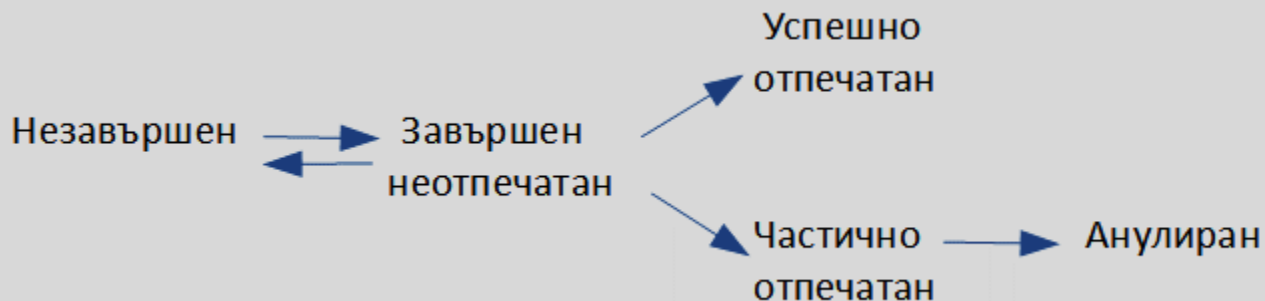 Успешно
отпечатан
Незавършен
Завършен
неотпечатан
Частично
отпечатан
Анулиран